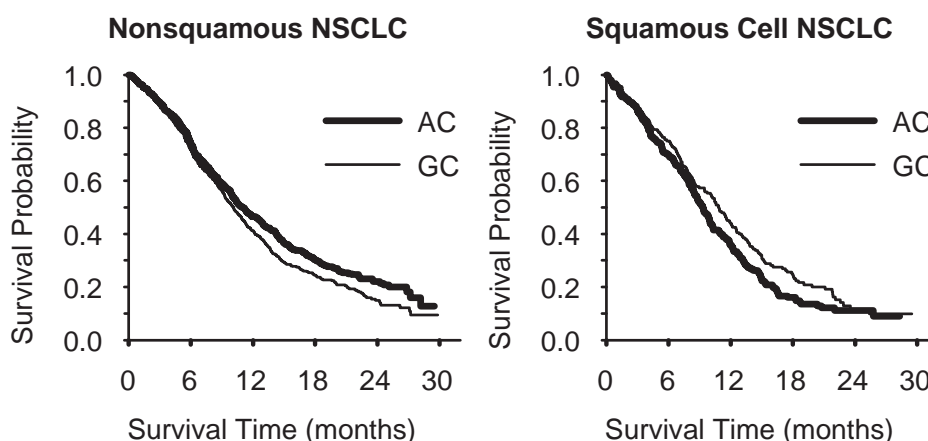 Nonsquamous NSCLC
Survival Probability
1.0
0.8
0.6
0.4
0.2
0.0
AC
GC
0 6 12 18 24 30
Survival Time (months)
Squamous Cell NSCLC
Survival Probability
1.0
0.8
0.6
0.4
0.2
0.0
AC
GC
0 6 12 18 24 30
Survival Time (months)